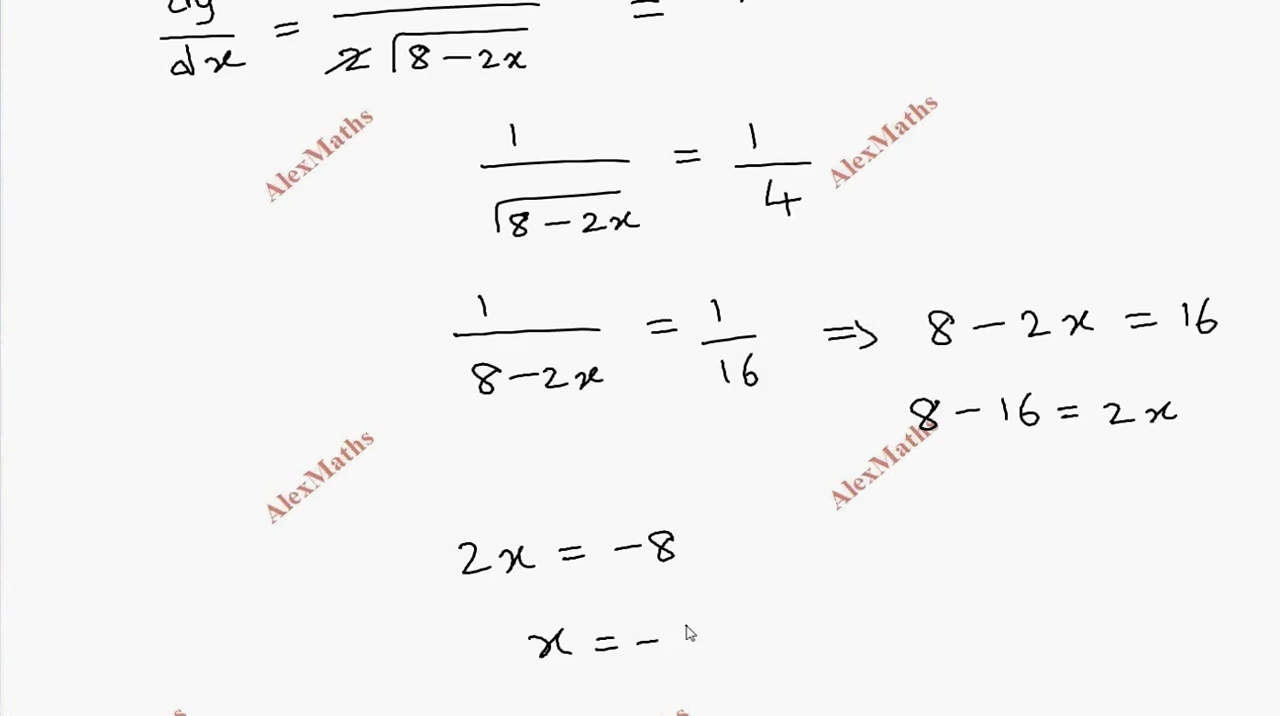 dy/dx = /2√8-2x =
1/√8-2x = 1/4
1/8-2x = 1/16 => 8-2x = 16
8-16 = 2x
2x = -8
x = -
AlexMaths
AlexMaths
AlexMaths
AlexMaths